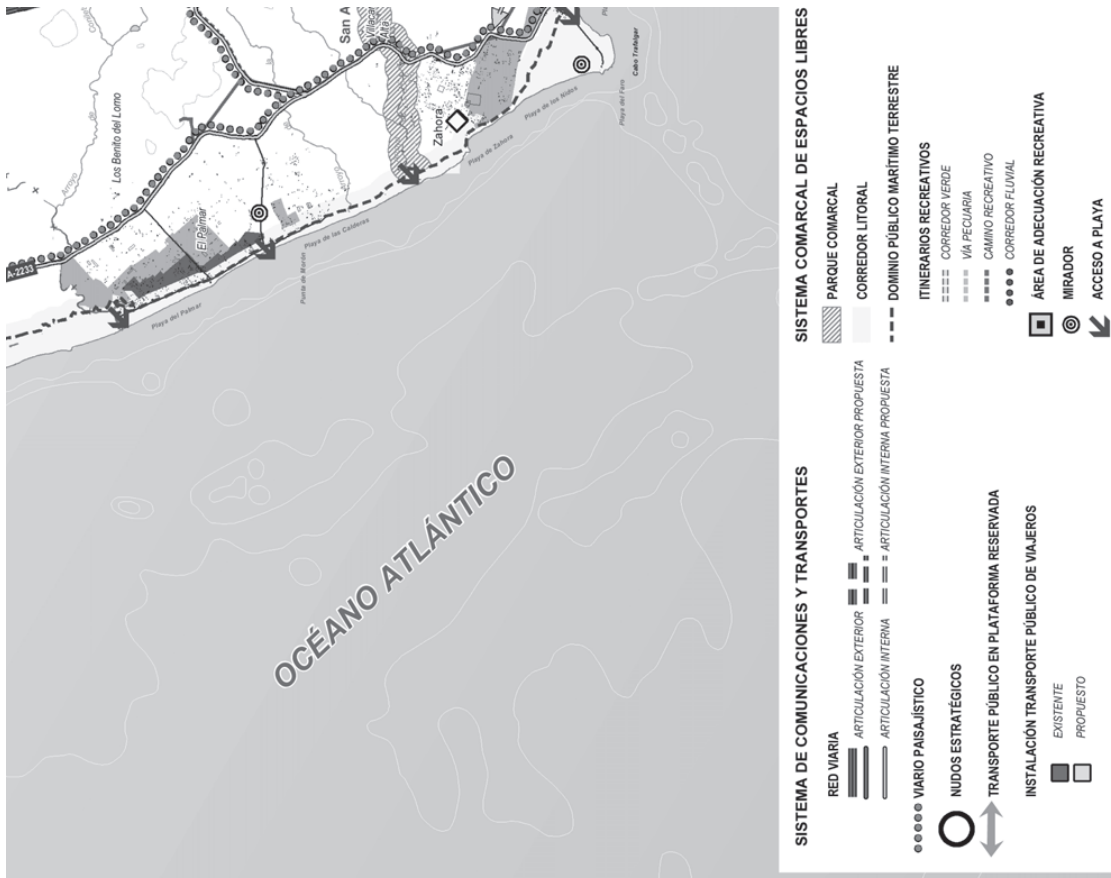 A-2233
Los Benito del Lomo
Arroyo
El Palmar
Playa del Palmar
Punta de Morón
Playa de las Calderas
San A
Zahora
Playa de Zahora
Playa de los Nidos
Playa del Faro
Cabo Trafalgar
OCÉANO ATLÁNTICO
SISTEMA DE COMUNICACIONES Y TRANSPORTES
RED VIARIA
ARTICULACIÓN EXTERIOR
ARTICULACIÓN EXTERIOR PROPUESTA
ARTICULACIÓN INTERNA
ARTICULACIÓN INTERNA PROPUESTA
VIARIO PAISAJÍSTICO
NUDOS ESTRATÉGICOS
TRANSPORTE PÚBLICO EN PLATAFORMA RESERVADA
INSTALACIÓN TRANSPORTE PÚBLICO DE VIAJEROS
EXISTENTE
PROPUESTO
SISTEMA COMARCAL DE ESPACIOS LIBRES
PARQUE COMARCAL
CORREDOR LITORAL
DOMINIO PÚBLICO MARÍTIMO TERRESTRE
ITINERARIOS RECREATIVOS
CORREDOR VERDE
VÍA PECUARIA
CAMINO RECREATIVO
CORREDOR FLUVIAL
ÁREA DE ADECUACIÓN RECREATIVA
MIRADOR
ACCESO A PLAYA